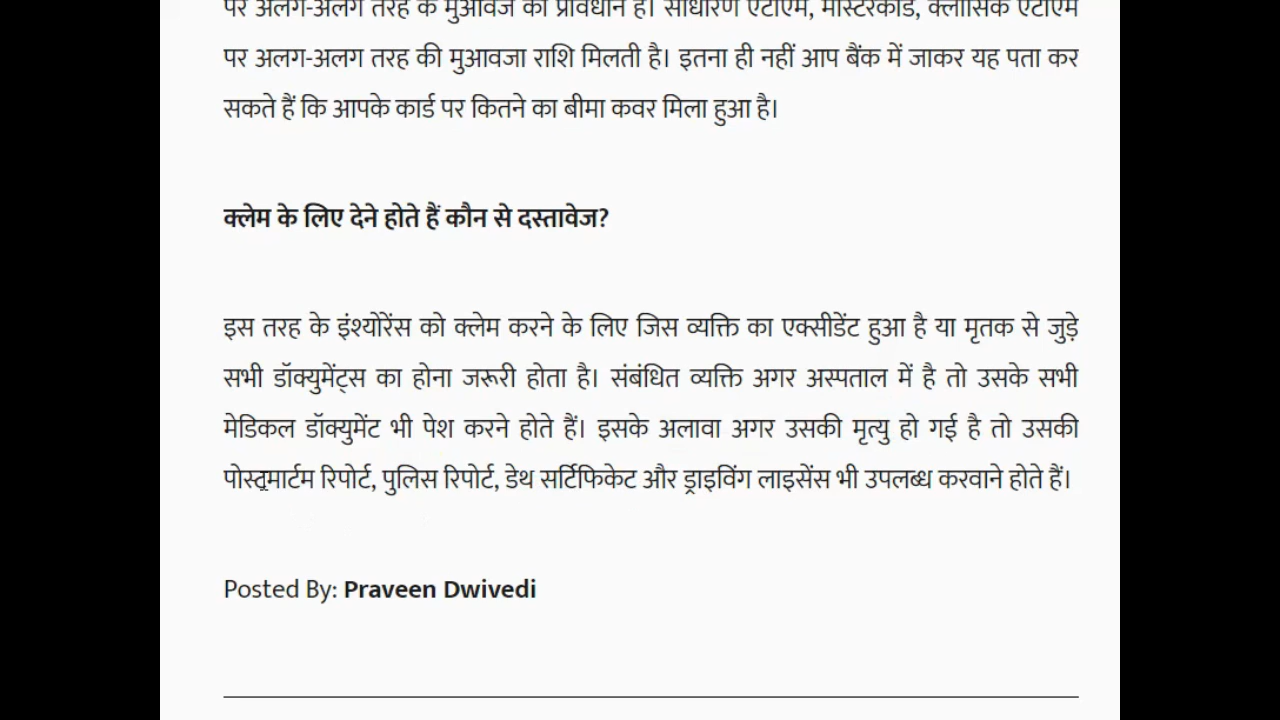 पर अलग-अलग तरह के मुआवजे का प्रावधान है। साधारण एटीएम, मास्टरकार्ड, क्लासिक एटीएम
पर अलग-अलग तरह की मुआवजा राशि मिलती है। इतना ही नहीं आप बैंक में जाकर यह पता कर
सकते हैं कि आपके कार्ड पर कितने का बीमा कवर मिला हुआ है।
क्लेम के लिए देने होते हैं कौन से दस्तावेज?
इस तरह के इंश्योरेंस को क्लेम करने के लिए जिस व्यक्ति का एक्सीडेंट हुआ है या मृतक से जुड़े
सभी डॉक्युमेंट्स का होना जरूरी होता है। संबंधित व्यक्ति अगर अस्पताल में है तो उसके सभी
मेडिकल डॉक्युमेंट भी पेश करने होते हैं। इसके अलावा अगर उसकी मृत्यु हो गई है तो उसकी
पोस्टमार्टम रिपोर्ट, पुलिस रिपोर्ट, डेथ सर्टिफिकेट और ड्राइविंग लाइसेंस भी उपलब्ध करवाने होते हैं।
Posted By: Praveen Dwivedi